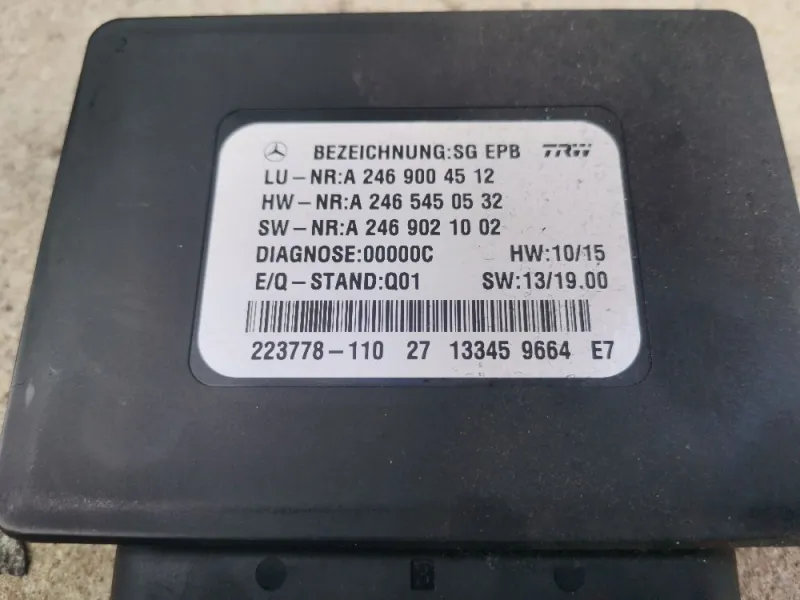 2
BEZEICHNUNG:SG EPB TRW
LU-NR:A 246 900 45 12
HW-NR:A 246 545 05 32
SW-NR:A 246 902 10 02
DIAGNOSE:00000C HW:10/15
E/Q-STAND:Q01 SW:13/19.00
223778-110 27 13345 9664 E7